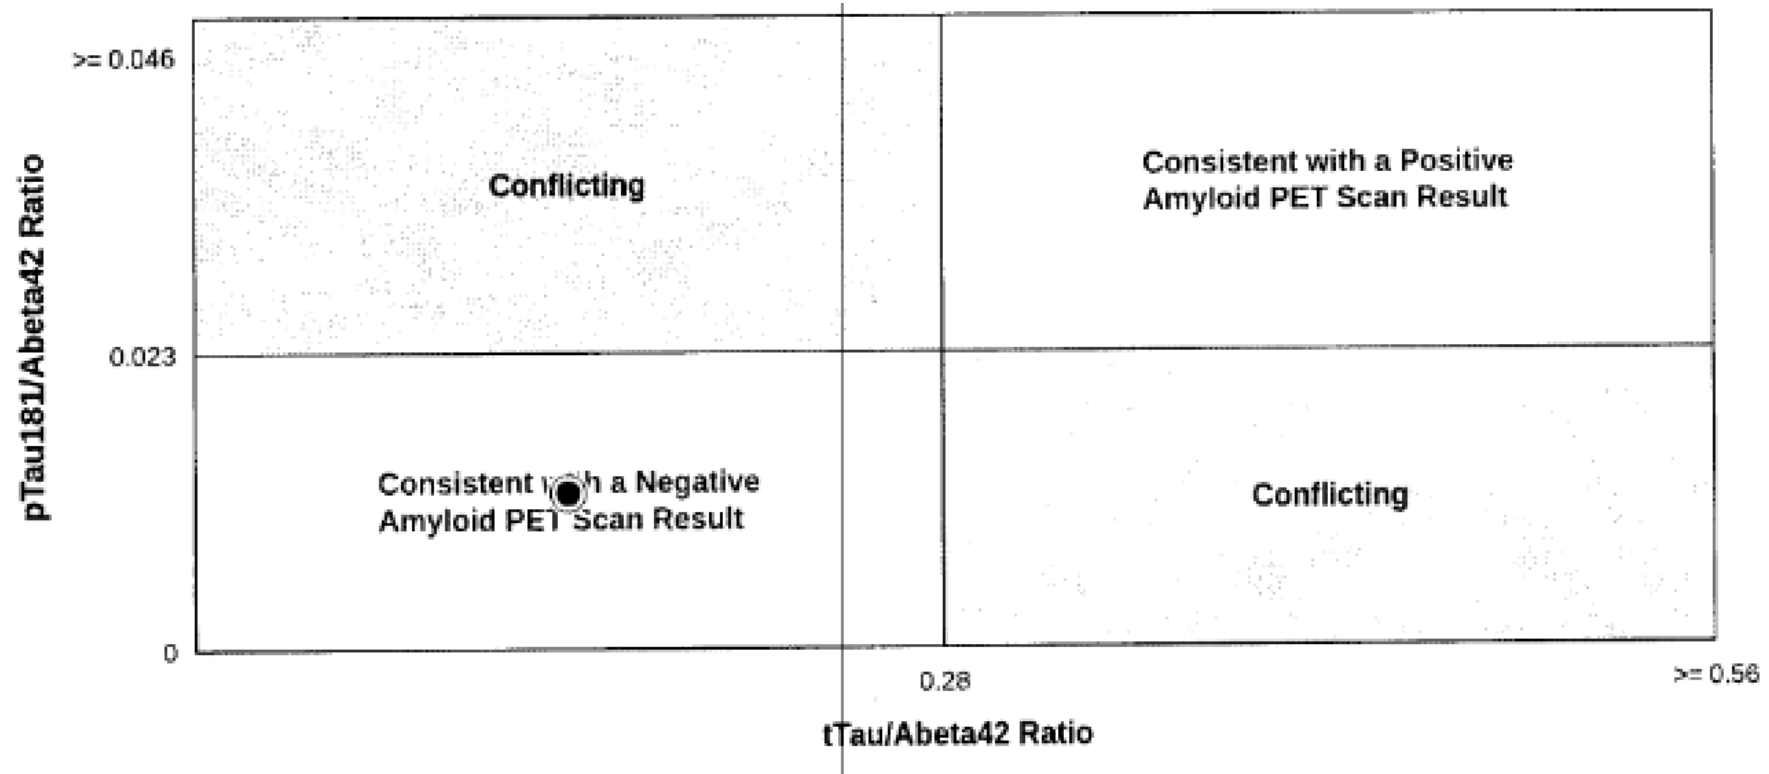 >= 0.046
Conflicting
Consistent with a Positive
Amyloid PET Scan Result
pTau181/Abeta42 Ratio
0.023
Consistent a Negative
Amyloid PET Scan Result
Conflicting
0
0.28
>= 0.56
tTau/Abeta42 Ratio